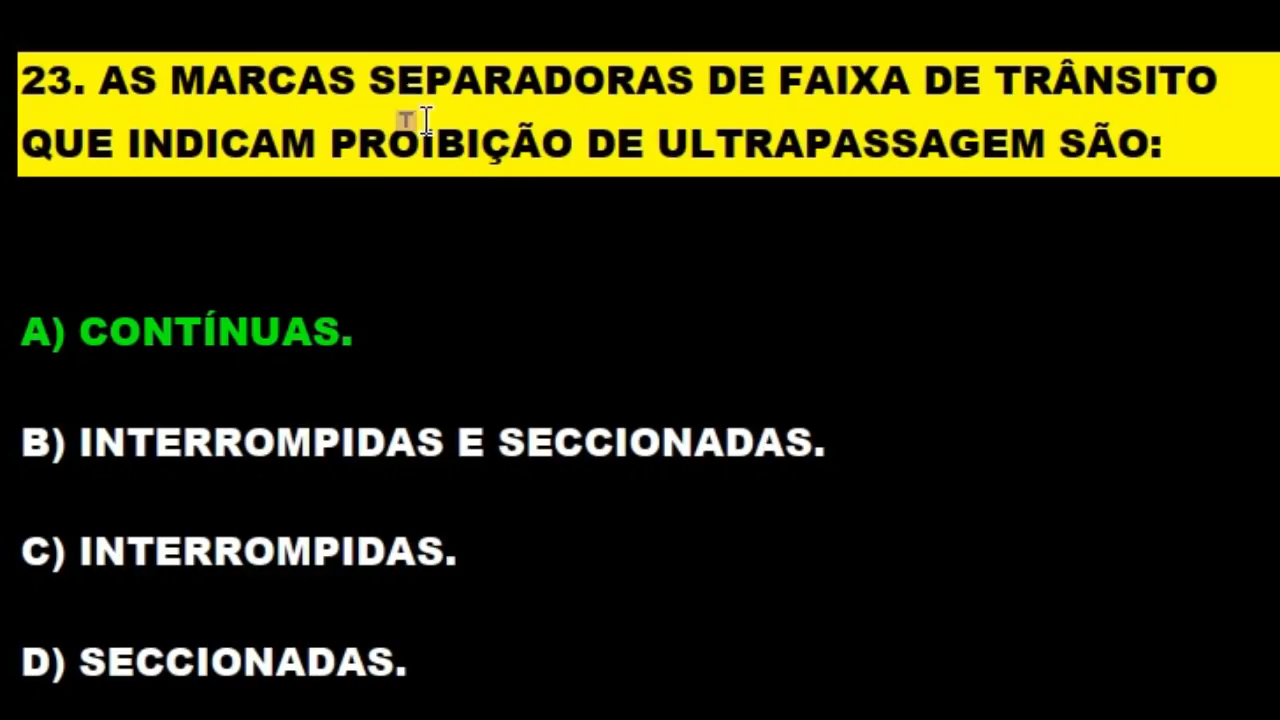 23. AS MARCAS SEPARADORAS DE FAIXA DE TRÂNSITO
QUE INDICAM PROIBIÇÃO DE ULTRAPASSAGEM SÃO:
A) CONTÍNUAS.
B) INTERROMPIDAS E SECCIONADAS.
C) INTERROMPIDAS.
D) SECCIONADAS.